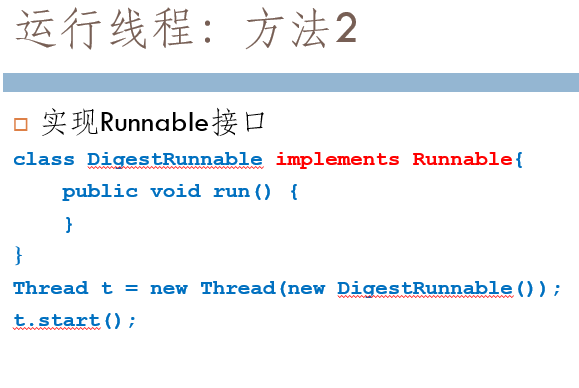 运行线程：方法2
实现Runnable接口
class DigestRunnable implements Runnable{
    public void run() {
    }
}
Thread t = new Thread(new DigestRunnable());
t.start();